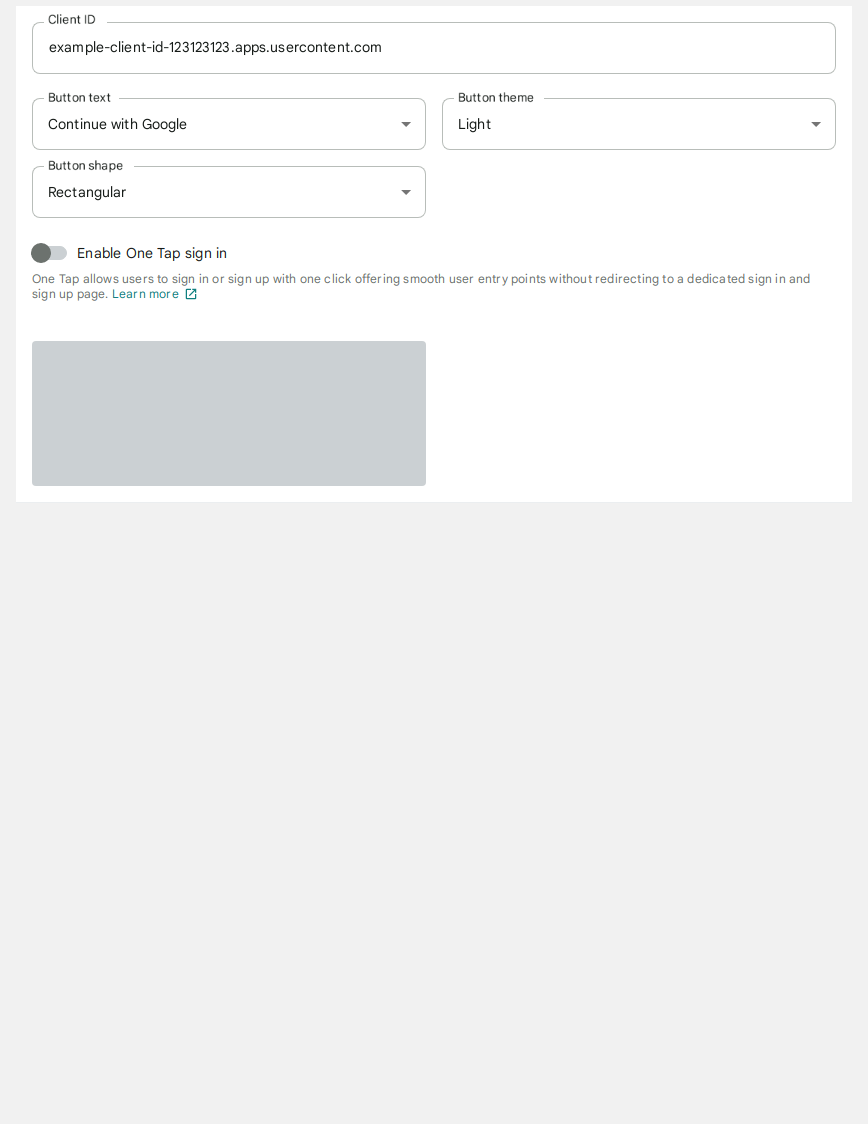 Client ID
example-client-id-123123123.apps.usercontent.com
Button text
Continue with Google
Button theme
Light
Button shape
Rectangular
Enable One Tap sign in
One Tap allows users to sign in or sign up with one click offering smooth user entry points without redirecting to a dedicated sign in and
sign up page. Learn more